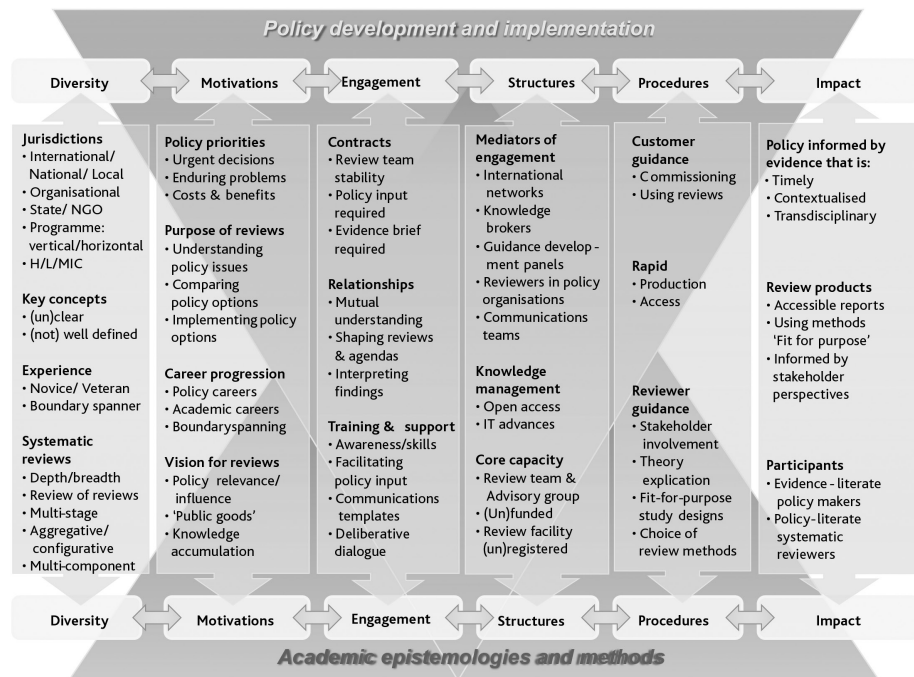 Policy development and implementation
Diversity
Motivations
Engagement
Structures
Procedures
Impact
Jurisdictions
• International/
National/ Local
• Organisational
• State/ NGO
• Programme:
vertical/horizontal
• H/L/MIC
Key concepts
• (un)clear
• (not) well defined
Experience
• Novice/ Veteran
• Boundary spanner
Systematic
reviews
• Depth/breadth
• Review of reviews
• Multi-stage
• Aggregative/
configurative
• Multi-component
Policy priorities
• Urgent decisions
• Enduring problems
• Costs & benefits
Purpose of reviews
• Understanding
policy issues
• Comparing
policy options
• Implementing policy
options
Career progression
• Policy careers
• Academic careers
• Boundaryspanning
Vision for reviews
• Policy relevance/
influence
• ‘Public goods’
• Knowledge
accumulation
Contracts
• Review team
stability
• Policy input
required
• Evidence brief
required
Relationships
• Mutual
understanding
• Shaping reviews
& agendas
• Interpreting
findings
Training & support
• Awareness/skills
• Facilitating
policy input
• Communications
templates
• Deliberative
dialogue
Mediators of
engagement
• International
networks
• Knowledge
brokers
• Guidance develop-
ment panels
• Reviewers in policy
organisations
• Communications
teams
Knowledge
management
• Open access
• IT advances
Core capacity
• Review team &
Advisory group
• (Un)funded
• Review facility
(un)registered
Customer
guidance
• Commissioning
• Using reviews
Rapid
• Production
• Access
Reviewer
guidance
• Stakeholder
involvement
• Theory
explication
• Fit-for-purpose
study designs
• Choice of
review methods
Policy informed by
evidence that is:
• Timely
• Contextualised
• Transdisciplinary
Review products
• Accessible reports
• Using methods
‘Fit for purpose’
• Informed by
stakeholder
perspectives
Participants
• Evidence-literate
policy makers
• Policy-literate
systematic
reviewers
Diversity
Motivations
Engagement
Structures
Procedures
Impact
Academic epistemologies and methods